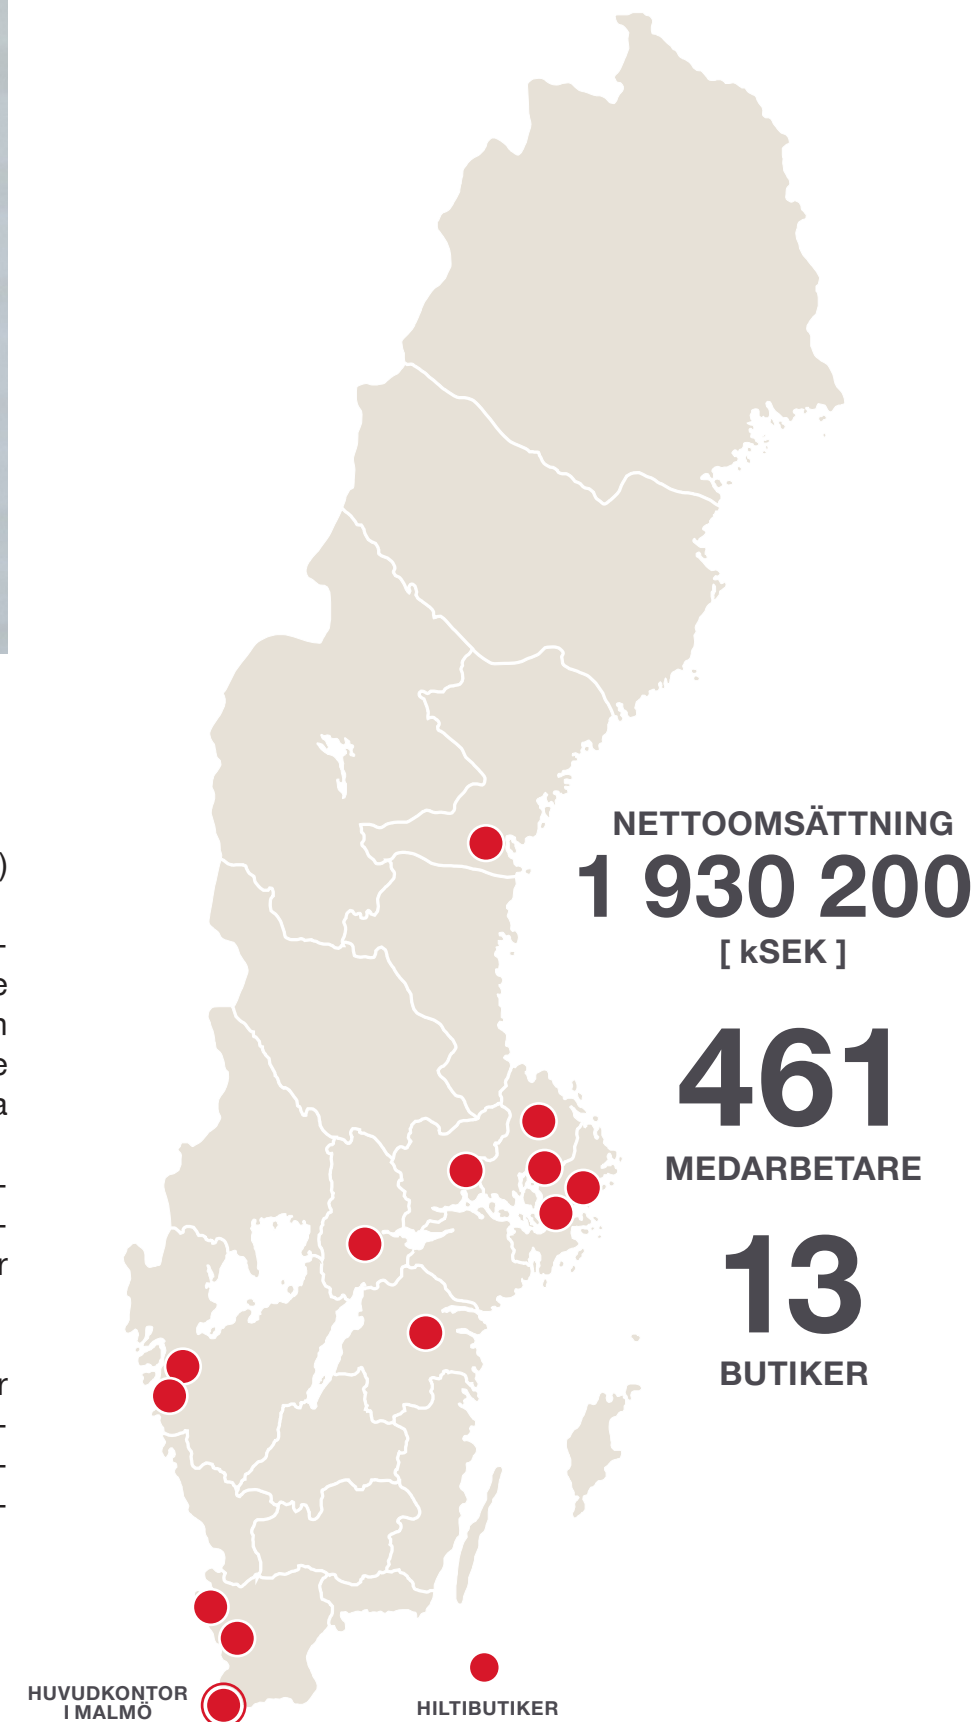 )
-
e
n
e
a
-
-
r
r
-
-
-
NETTOOMSÄTTNING
1 930 200
[ kSEK ]
461
MEDARBETARE
13
BUTIKER
HUVUDKONTOR
I MALMÖ
HILTIBUTIKER